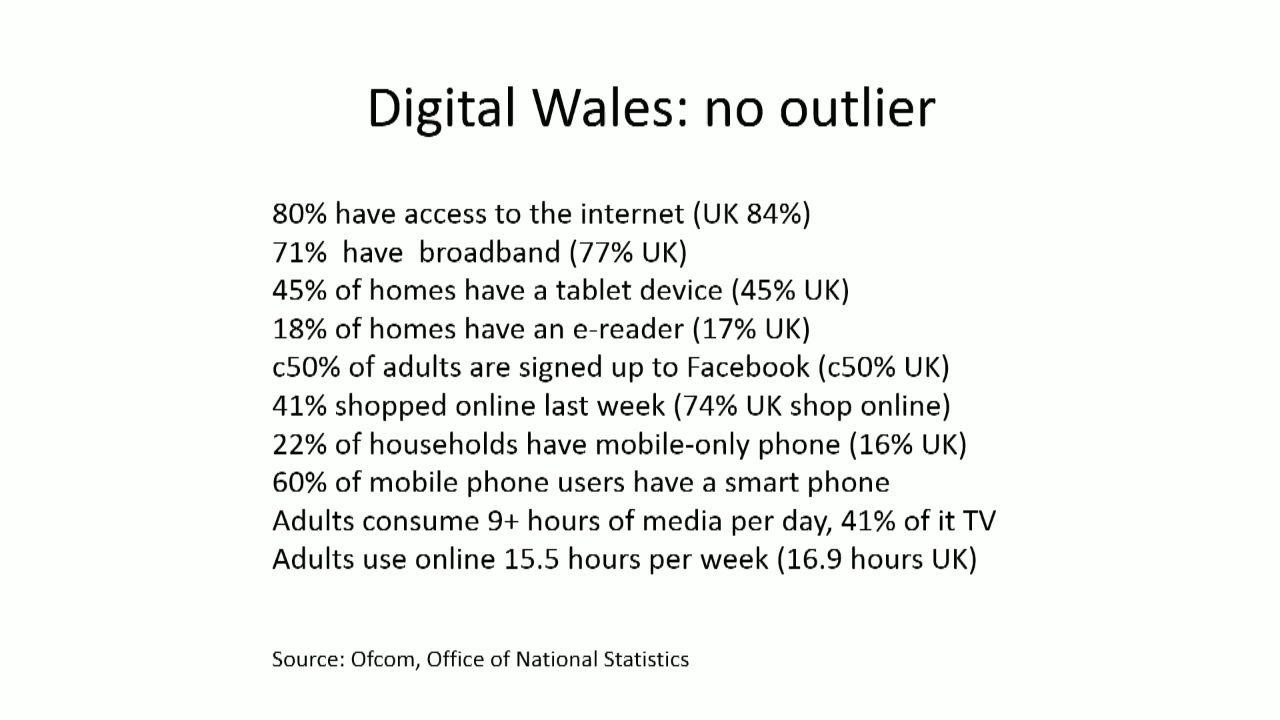 Digital Wales: no outlier
80% have access to the internet (UK 84%)
71%  have  broadband (77% UK)
45% of homes have a tablet device (45% UK)
18% of homes have an e-reader (17% UK)
c50% of adults are signed up to Facebook (c50% UK)
41% shopped online last week (74% UK shop online)
22% of households have mobile-only phone (16% UK)
60% of mobile phone users have a smart phone
Adults consume 9+ hours of media per day, 41% of it TV
Adults use online 15.5 hours per week (16.9 hours UK)
Source: Ofcom, Office of National Statistics